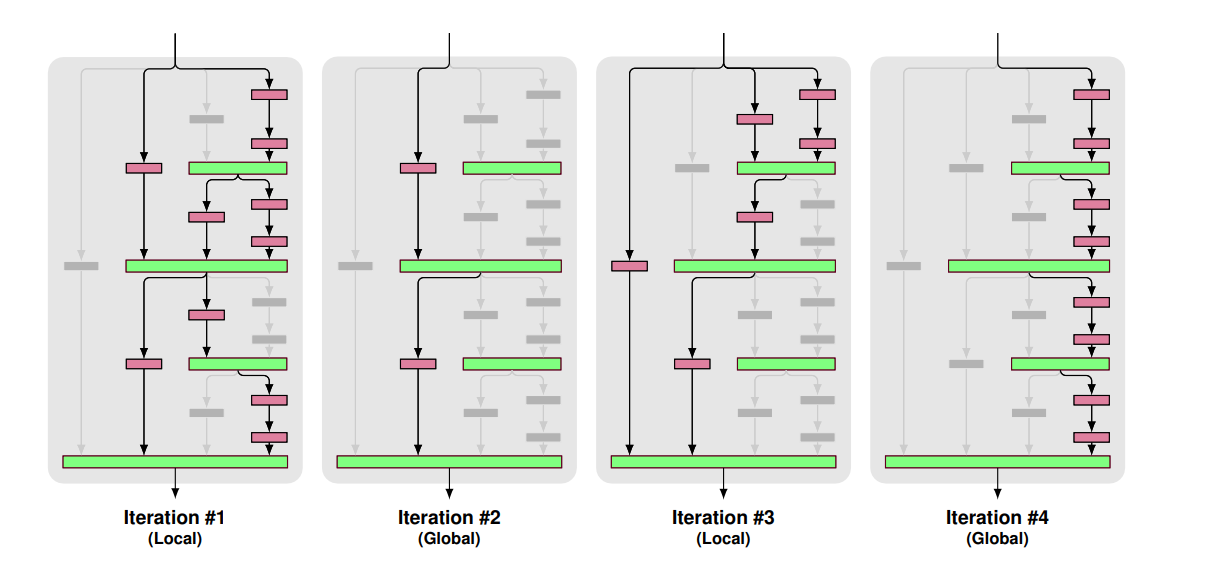 Iteration #1
(Local)
Iteration #2
(Global)
Iteration #3
(Local)
Iteration #4
(Global)